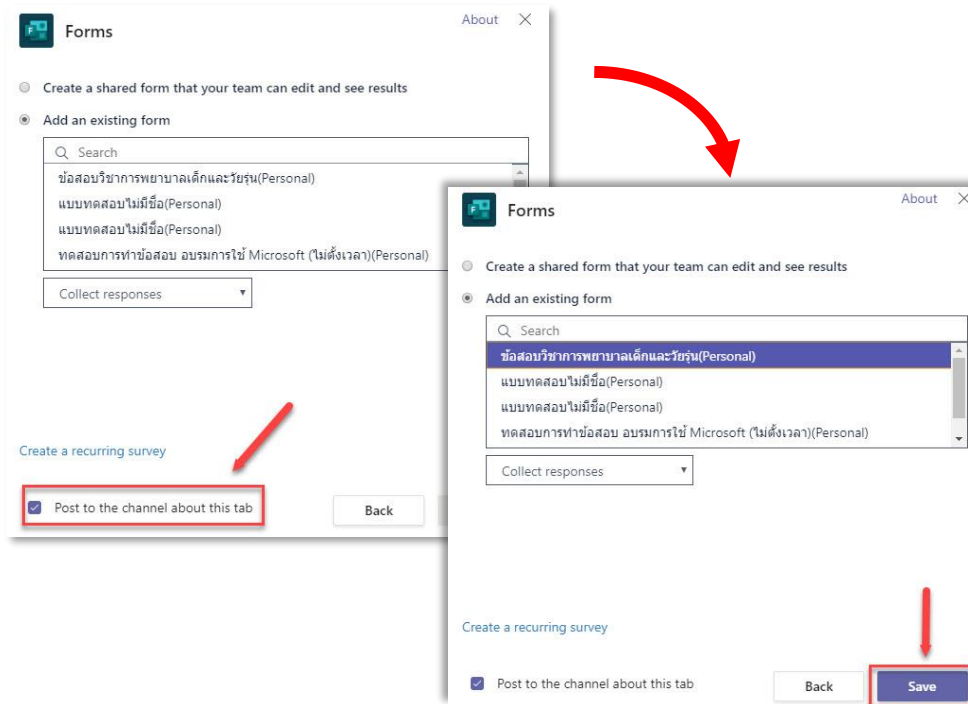 Forms
About
Create a shared form that your team can edit and see results
Add an existing form
Search
ข้อสอบวิชาการพยาบาลเด็กและวัยรุ่น(Personal)
แบบทดสอบไม่มีชื่อ(Personal)
แบบทดสอบไม่มีชื่อ(Personal)
ทดสอบการทำข้อสอบ อบรมการใช้ Microsoft (ไม่ตั้งเวลา)(Personal)
Collect responses
Create a recurring survey
Post to the channel about this tab
Back
Forms
About
Create a shared form that your team can edit and see results
Add an existing form
Search
ข้อสอบวิชาการพยาบาลเด็กและวัยรุ่น(Personal)
แบบทดสอบไม่มีชื่อ(Personal)
แบบทดสอบไม่มีชื่อ(Personal)
ทดสอบการทำข้อสอบ อบรมการใช้ Microsoft (ไม่ตั้งเวลา)(Personal)
Collect responses
Create a recurring survey
Post to the channel about this tab
Back
Save